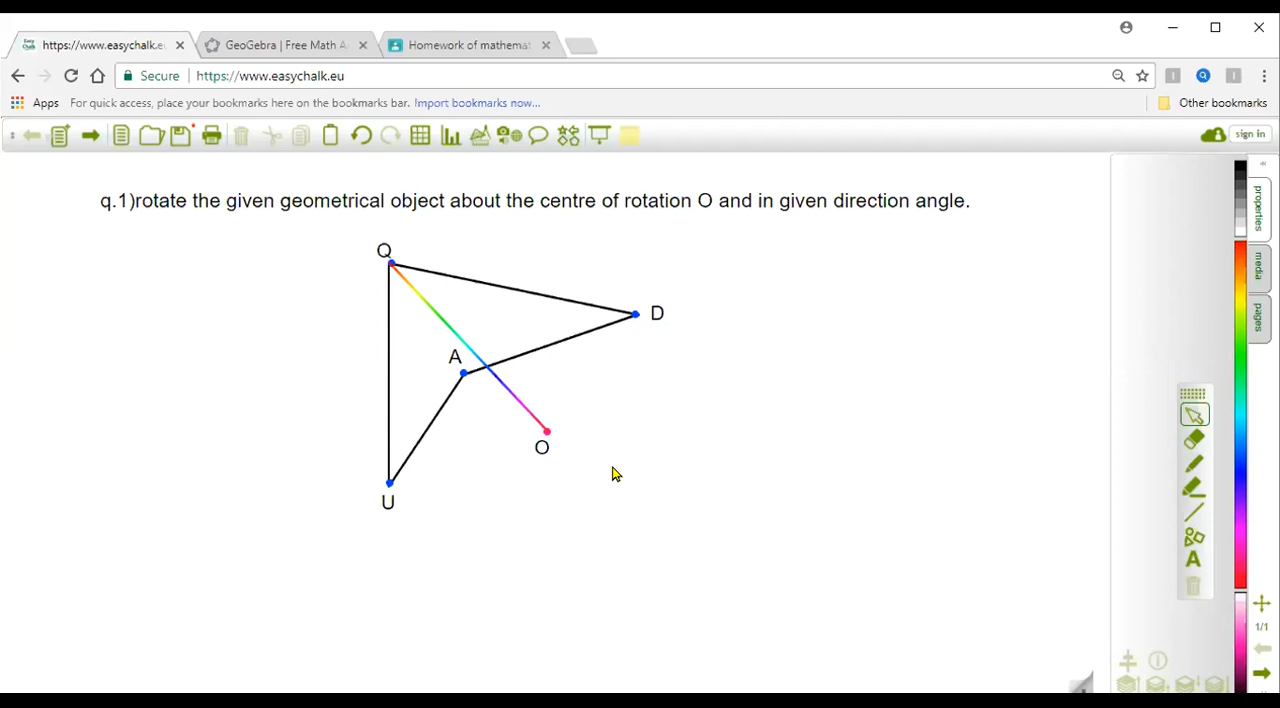 https://www.easychalk.eu
GeoGebra | Free Math A
Homework of mathemat
Secure
https://www.easychalk.eu
Apps
For quick access, place your bookmarks here on the bookmarks bar. Import bookmarks now...
Other bookmarks
sign in
q.1)rotate the given geometrical object about the centre of rotation O and in given direction angle.
Q
D
A
O
U
properties
media
pages
A
1/1